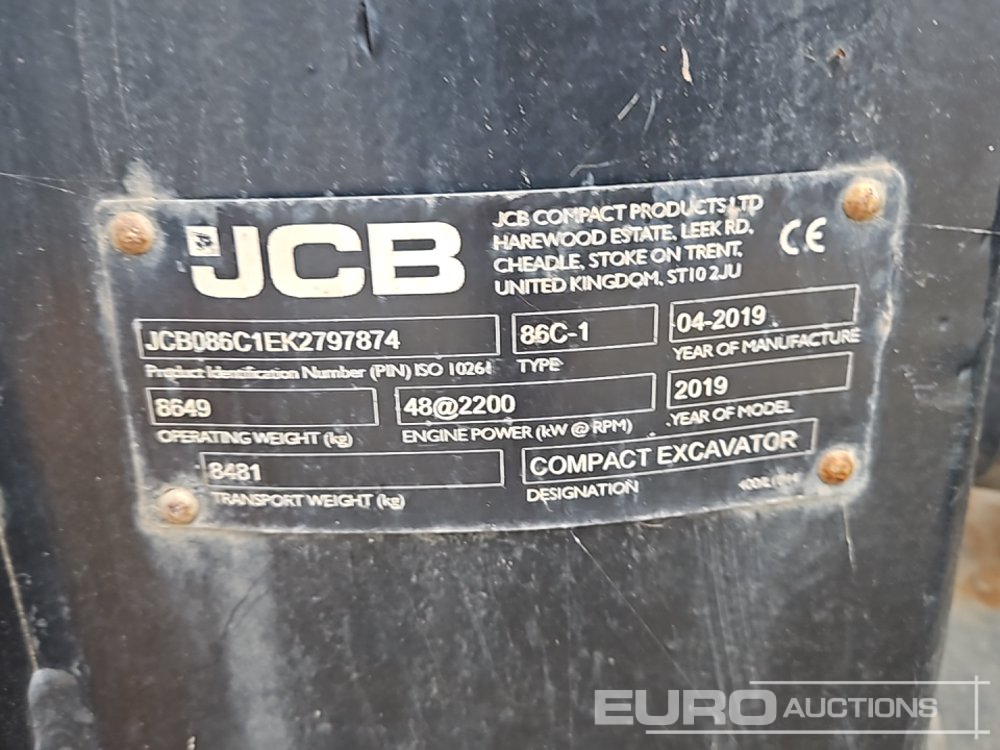 JCB
JCB COMPACT PRODUCTS LTD
HAREWOOD ESTATE, LEEK RD,
CHEADLE, STOKE ON TRENT,
UNITED KINGDOM, ST10 2JU
CE
JCB086C1EK2797874
Product Identification Number (PIN) ISO 10261
86C-1
TYPE
04-2019
YEAR OF MANUFACTURE
8649
OPERATING WEIGHT (kg)
48@2200
ENGINE POWER (kW @ RPM)
2019
YEAR OF MODEL
8481
TRANSPORT WEIGHT (kg)
COMPACT EXCAVATOR
DESIGNATION
EURO AUCTIONS